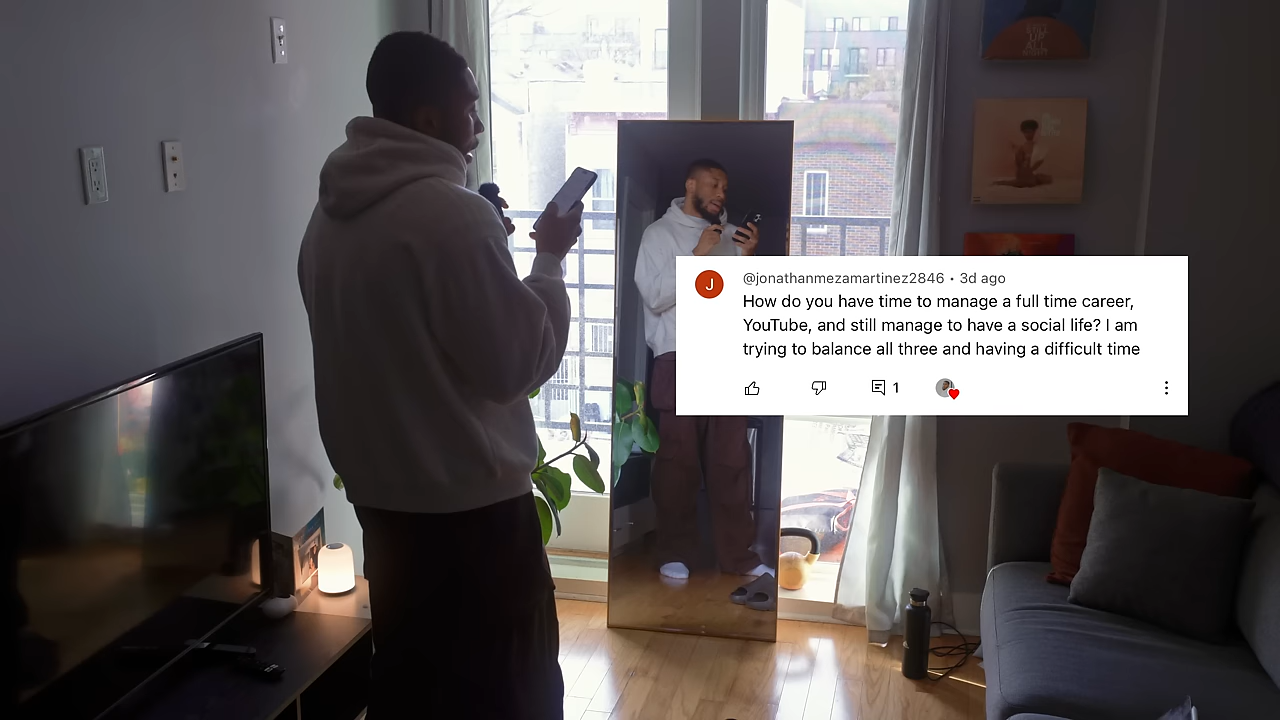 @jonathanmezamartinez2846 • 3d ago
How do you have time to manage a full time career,
YouTube, and still manage to have a social life? I am
trying to balance all three and having a difficult time
1
J